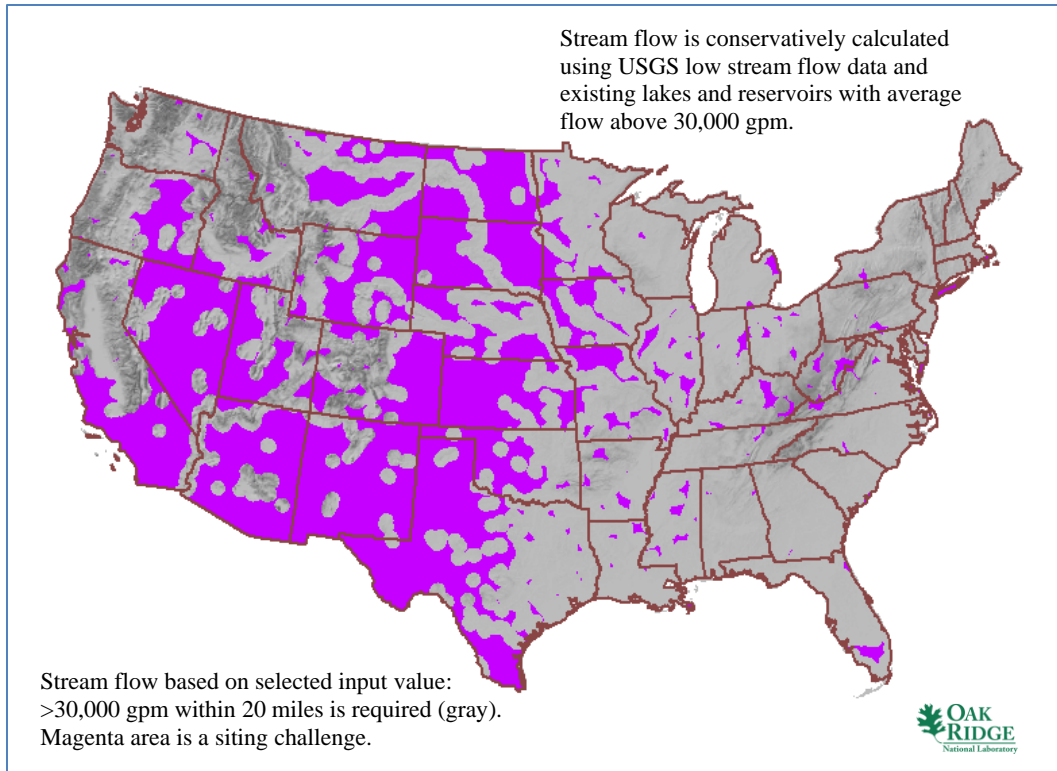 Stream flow is conservatively calculated
using USGS low stream flow data and
existing lakes and reservoirs with average
flow above 30,000 gpm.
Stream flow based on selected input value:
>30,000 gpm within 20 miles is required (gray).
Magenta area is a siting challenge.
OAK
RIDGE
National Laboratory